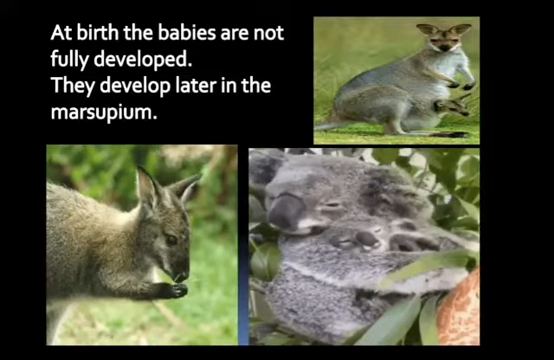 At birth the babies are not
fully developed.
They develop later in the
marsupium.